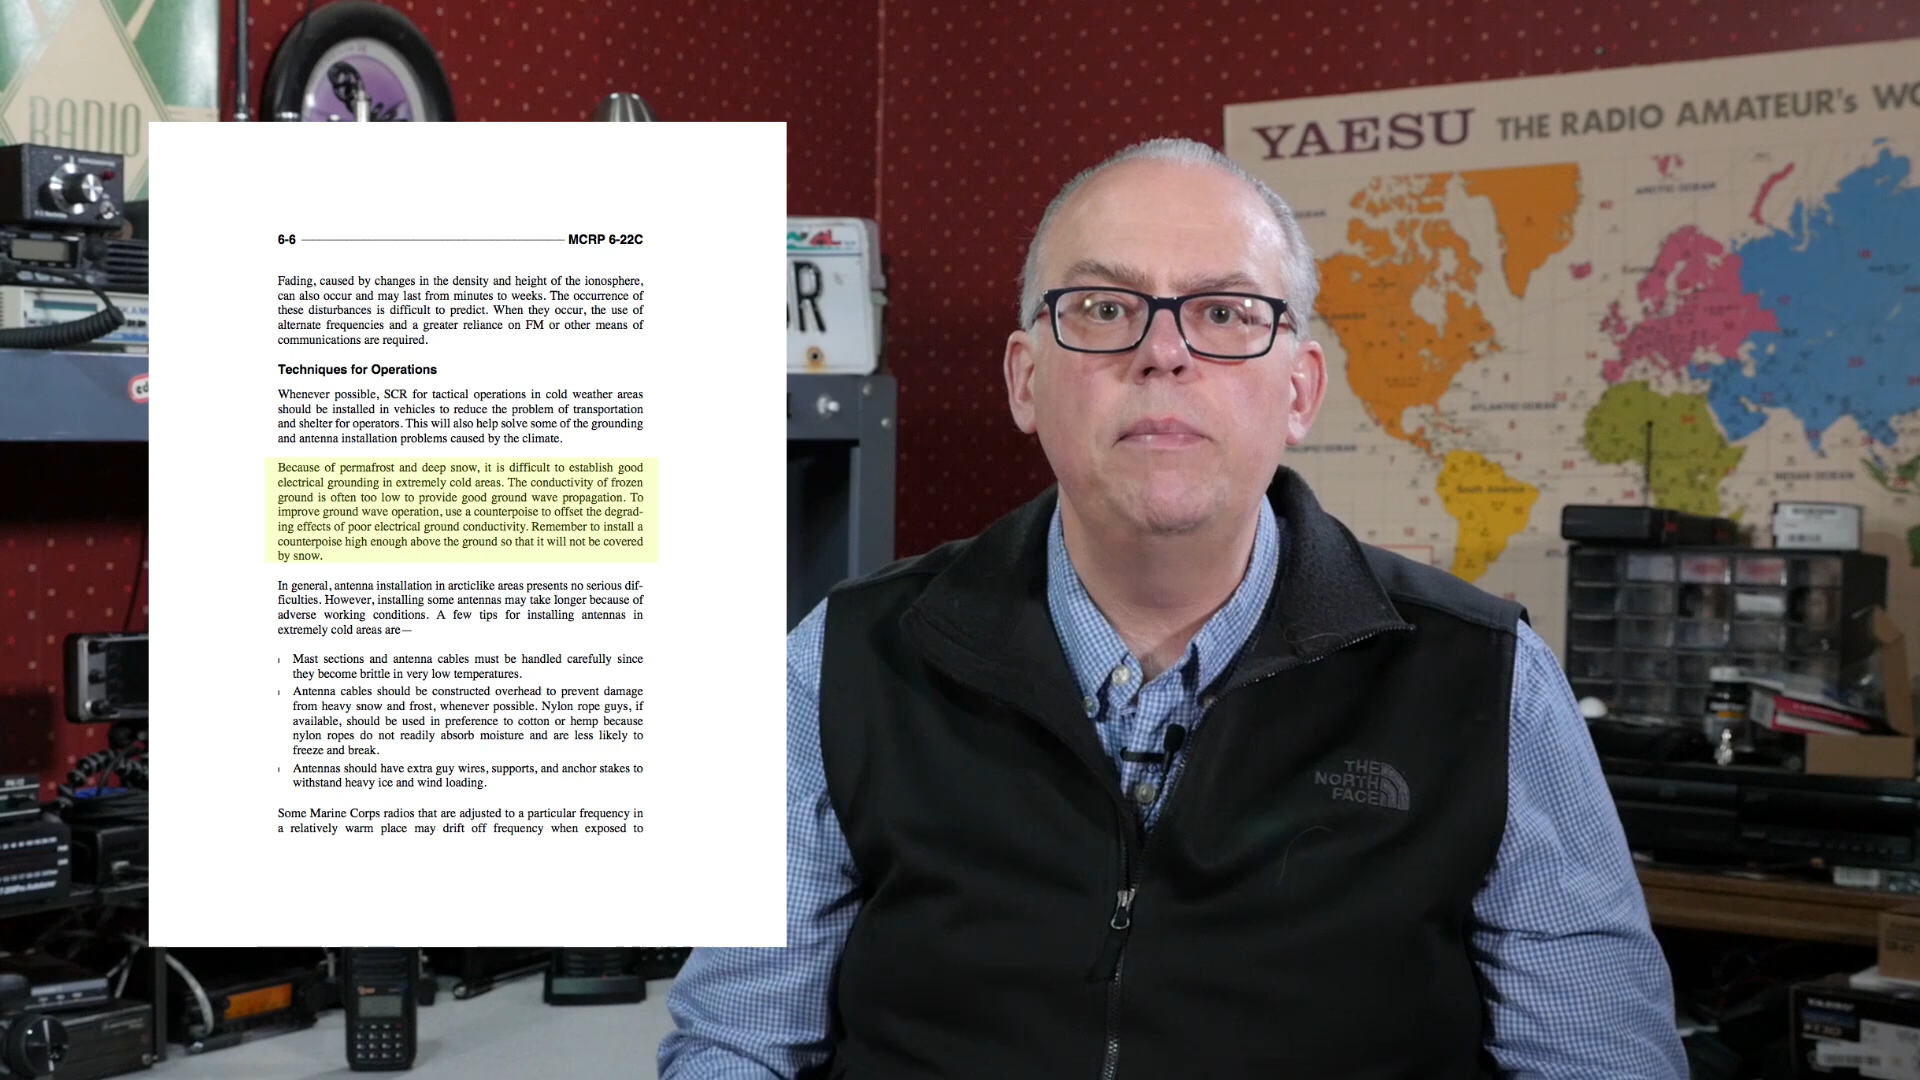 RADIO
YAESU THE RADIO AMATEUR's WO
6-6 MCRP 6-22C
Fading, caused by changes in the density and height of the ionosphere,
can also occur and may last from minutes to weeks. The occurrence of
these disturbances is difficult to predict. When they occur, the use of
alternate frequencies and a greater reliance on FM or other means of
communications are required.
Techniques for Operations
Whenever possible, SCR for tactical operations in cold weather areas
should be installed in vehicles to reduce the problem of transportation
and shelter for operators. This will also help solve some of the grounding
and antenna installation problems caused by the climate.
Because of permafrost and deep snow, it is difficult to establish good
electrical grounding in extremely cold areas. The conductivity of frozen
ground is often too low to provide good ground wave propagation. To
improve ground wave operation, use a counterpoise to offset the degrad-
ing effects of poor electrical ground conductivity. Remember to install a
counterpoise high enough above the ground so that it will not be covered
by snow.
In general, antenna installation in arcticlike areas presents no serious dif-
ficulties. However, installing some antennas may take longer because of
adverse working conditions. A few tips for installing antennas in
extremely cold areas are—
Mast sections and antenna cables must be handled carefully since
they become brittle in very low temperatures.
Antenna cables should be constructed overhead to prevent damage
from heavy snow and frost, whenever possible. Nylon rope guys, if
available, should be used in preference to cotton or hemp because
nylon ropes do not readily absorb moisture and are less likely to
freeze and break.
Antennas should have extra guy wires, supports, and anchor stakes to
withstand heavy ice and wind loading.
Some Marine Corps radios that are adjusted to a particular frequency in
a relatively warm place may drift off frequency when exposed to
R
ARCTIC OCEAN
ATLANTIC OCEAN
South America
INDIAN OCEAN
THE
NORTH
FACE
YAESU